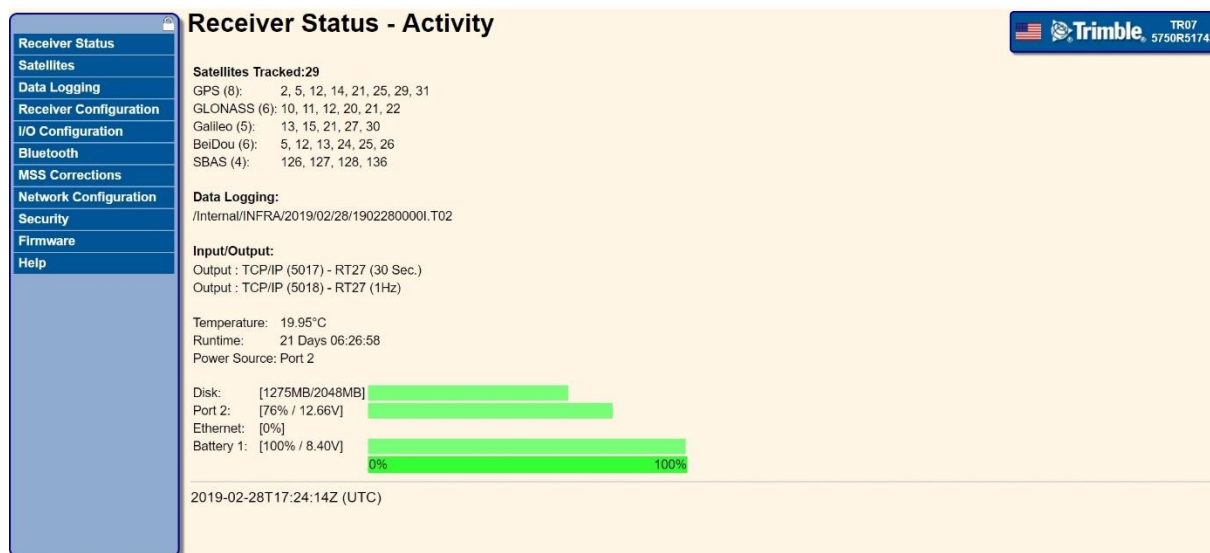 Receiver Status - Activity
Trimble.
TR07
5750R5174
Receiver Status
Satellites
Data Logging
Receiver Configuration
I/O Configuration
Bluetooth
MSS Corrections
Network Configuration
Security
Firmware
Help
Satellites Tracked:29
GPS (8): 2, 5, 12, 14, 21, 25, 29, 31
GLONASS (6): 10, 11, 12, 20, 21, 22
Galileo (5): 13, 15, 21, 27, 30
BeiDou (6): 5, 12, 13, 24, 25, 26
SBAS (4): 126, 127, 128, 136
Data Logging:
/Internal/INFRA/2019/02/28/1902280000I.T02
Input/Output:
Output : TCP/IP (5017) - RT27 (30 Sec.)
Output : TCP/IP (5018) - RT27 (1Hz)
Temperature: 19.95°C
Runtime: 21 Days 06:26:58
Power Source: Port 2
Disk: [1275MB/2048MB]
Port 2: [76% / 12.66V]
Ethernet: [0%]
Battery 1: [100% / 8.40V]
0% 100%
2019-02-28T17:24:14Z (UTC)